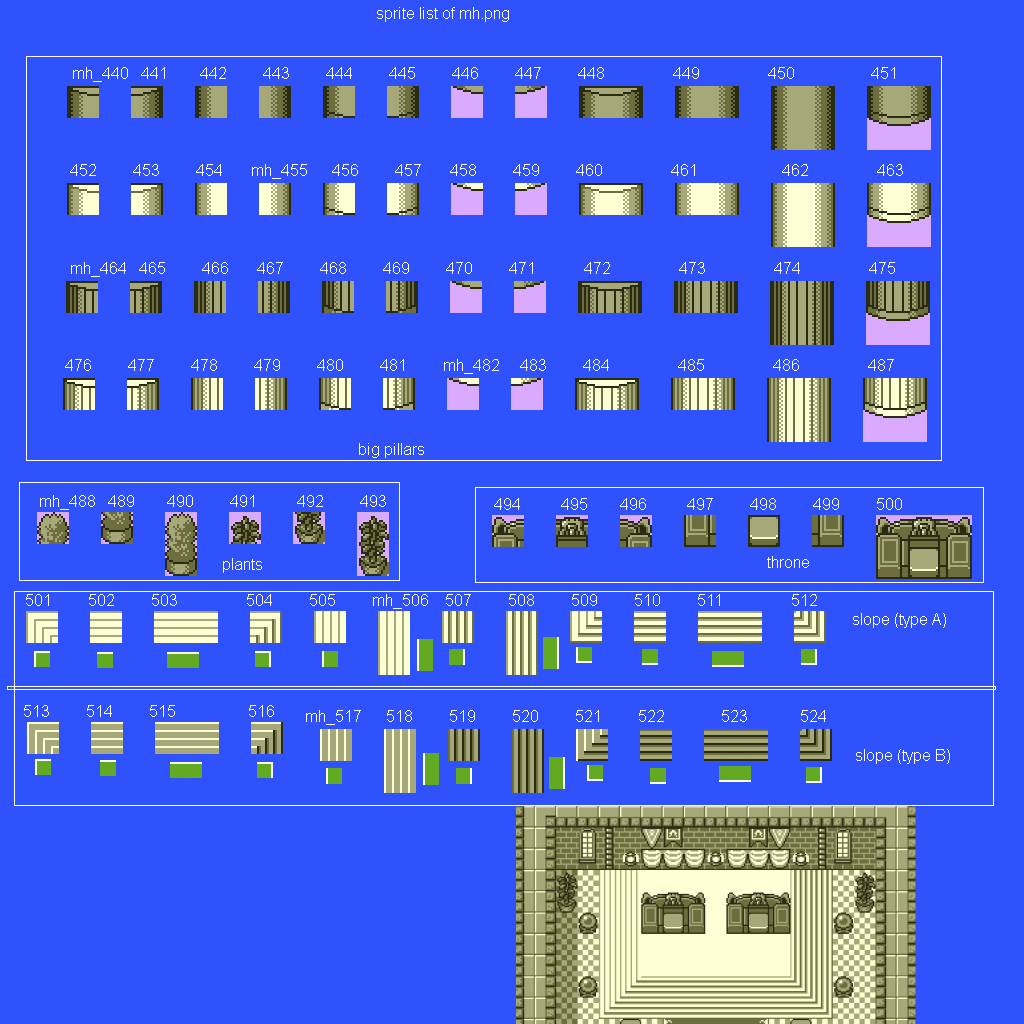 sprite list of mh.png
mh_440 441 442 443 444 445 446 447 448 449 450 451
452 453 454 mh_455 456 457 458 459 460 461 462 463
mh_464 465 466 467 468 469 470 471 472 473 474 475
476 477 478 479 480 481 mh_482 483 484 485 486 487
big pillars
mh_488 489 490 491 492 493
plants
494 495 496 497 498 499 500
throne
501 502 503 504 505 mh_506 507 508 509 510 511 512
slope (type A)
513 514 515 516 mh_517 518 519 520 521 522 523 524
slope (type B)